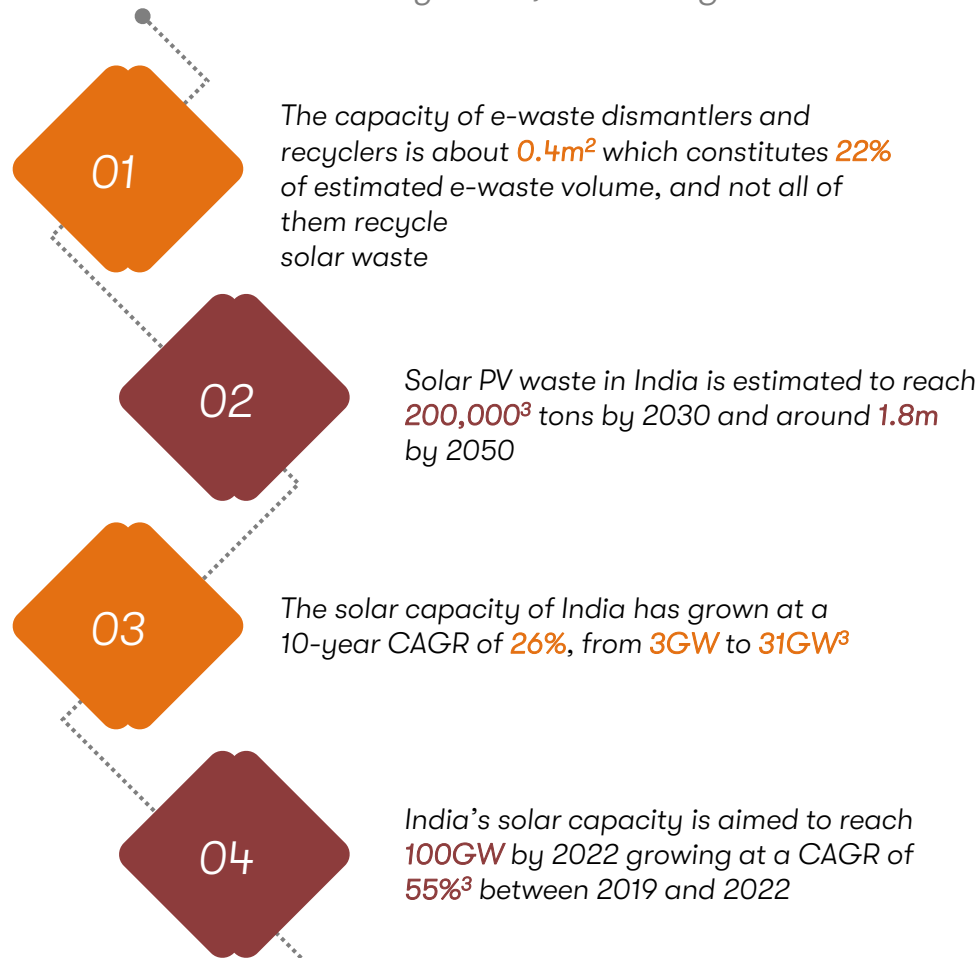 01
The capacity of e-waste dismantlers and
recyclers is about 0.4m² which constitutes 22%
of estimated e-waste volume, and not all of
them recycle
solar waste
02
Solar PV waste in India is estimated to reach
200,000³ tons by 2030 and around 1.8m
by 2050
03
The solar capacity of India has grown at a
10-year CAGR of 26%, from 3GW to 31GW³
04
India's solar capacity is aimed to reach
100GW by 2022 growing at a CAGR of
55%³ between 2019 and 2022